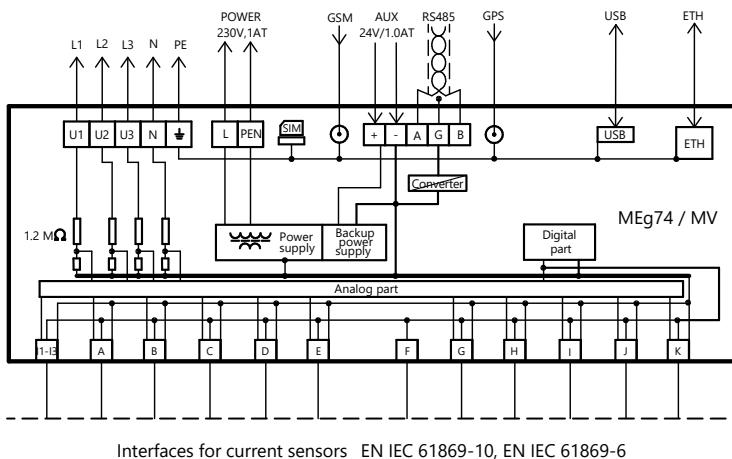 POWER GSM AUX RS485 GPS USB ETH
L1 L2 L3 N PE 230V,1AT 24V/1.0AT
U1 U2 U3 N L PEN SIM + - A G B USB ETH
Converter
MEg74 / MV
1.2 MΩ
Power supply
Backup power supply
Digital part
Analog part
I1-I3 A B C D E F G H I J K
Interfaces for current sensors EN IEC 61869-10, EN IEC 61869-6